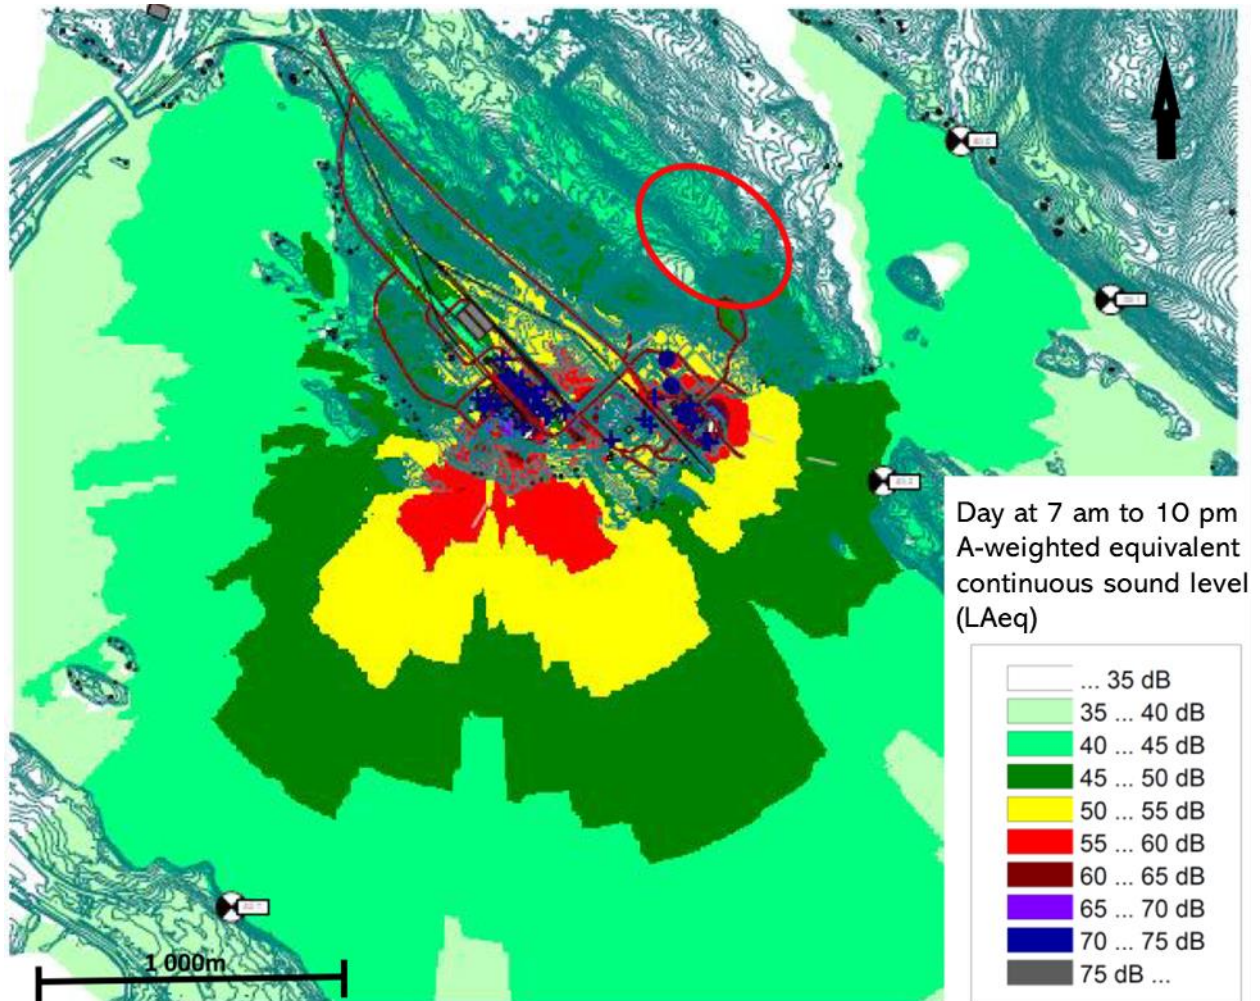 Day at 7 am to 10 pm
A-weighted equivalent
continuous sound level
(LAeq)
... 35 dB
35 ... 40 dB
40 ... 45 dB
45 ... 50 dB
50 ... 55 dB
55 ... 60 dB
60 ... 65 dB
65 ... 70 dB
70 ... 75 dB
75 dB ...
1 000m